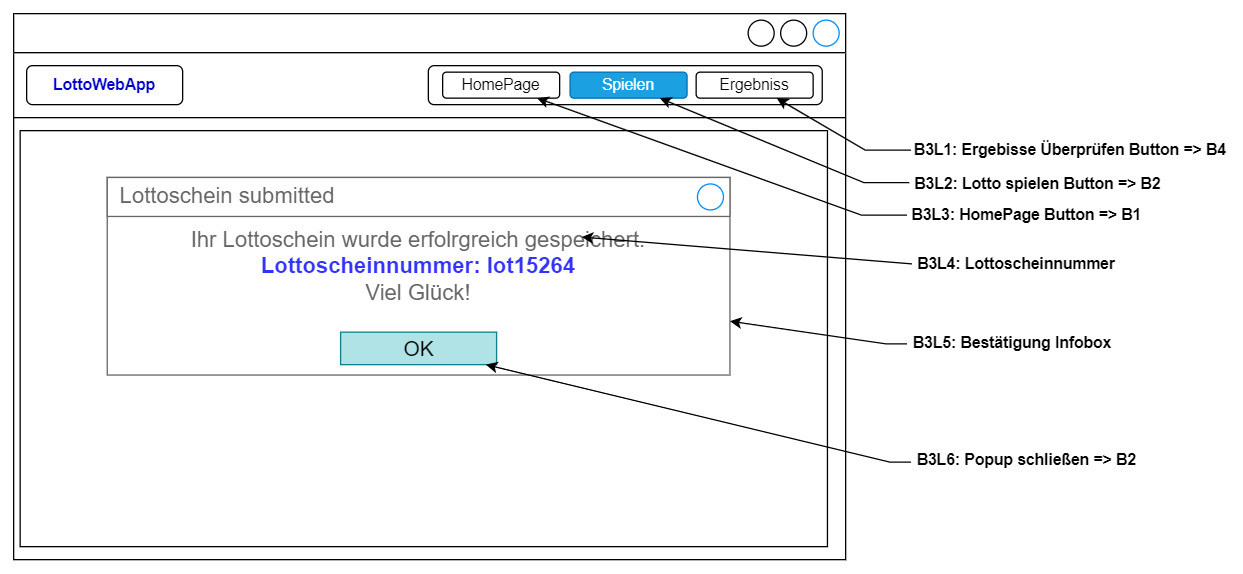 LottoWebApp
HomePage
Spielen
Ergebniss
B3L1: Ergebisse Überprüfen Button => B4
B3L2: Lotto spielen Button => B2
B3L3: HomePage Button => B1
Lottoschein submitted
Ihr Lottoschein wurde erfolrgreich gespeichert.
B3L4: Lottoscheinnummer
Lottoscheinnummer: lot15264
Viel Glück!
B3L5: Bestätigung Infobox
OK
B3L6: Popup schließen => B2